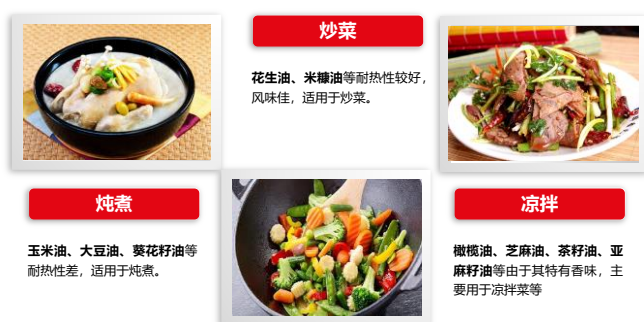 炒菜
花生油、米糠油等耐热性较好，
风味佳，适用于炒菜。
炖煮
玉米油、大豆油、葵花籽油等
耐热性差，适用于炖煮。
凉拌
橄榄油、芝麻油、茶籽油、亚
麻籽油等由于其特有香味，主
要用于凉拌菜等